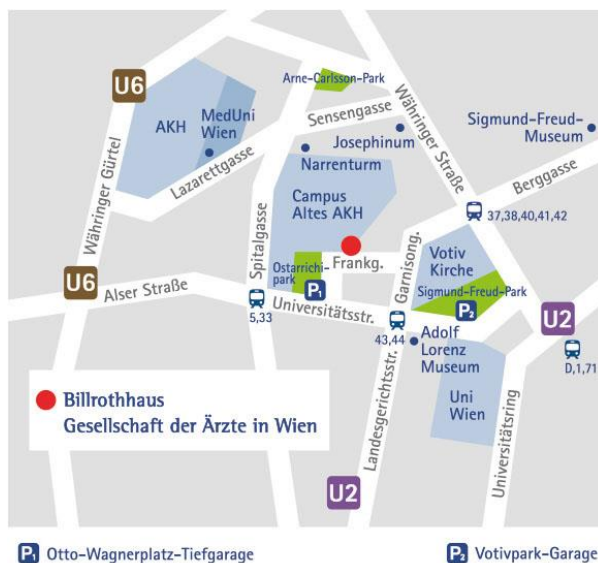 Arne-Carlsson-Park
U6
Währinger Straße
AKH
MedUni
Wien
Sensengasse
Sigmund-Freud-
Museum
Josephinum
Lazarettgasse
Narrenturm
Berggasse
Währinger Gürtel
Campus
Altes AKH
37,38,40,41,42
Spitalgasse
Garnisong.
Votiv
Kirche
U6
Ostarrichi-
park
Frankg.
Sigmund-Freud-Park
Alser Straße
P1
P2
5,33
Universitätsstr.
U2
43,44
Adolf
Lorenz
Museum
D,1,71
Billrothhaus
Gesellschaft der Ärzte in Wien
Landesgerichtsstr.
Uni
Wien
Universitätsring
U2
P1 Otto-Wagnerplatz-Tiefgarage
P2 Votivpark-Garage